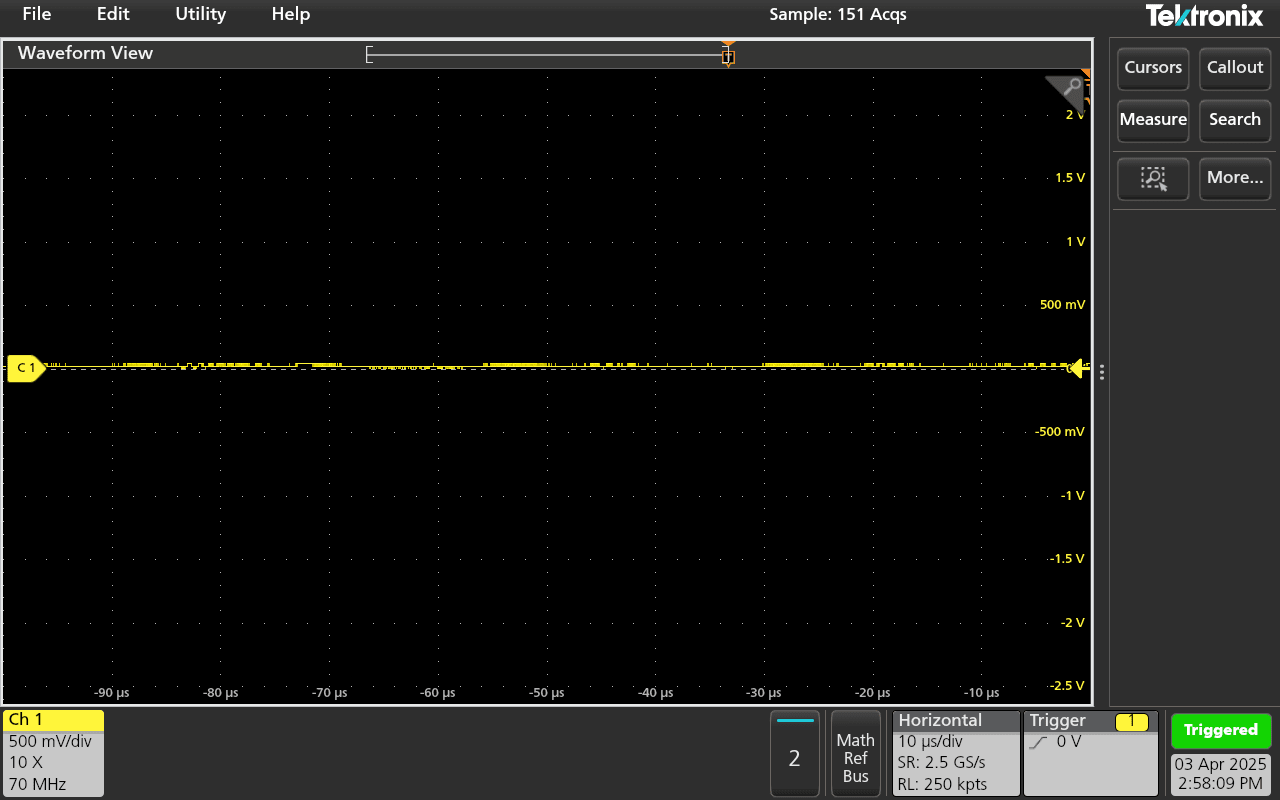 File Edit Utility Help Sample: 151 Acqs Tektronix
Waveform View
T
Cursors Callout
Measure Search
More...
2 V
1.5 V
1 V
500 mV
C 1
-500 mV
-1 V
-1.5 V
-2 V
-2.5 V
-90 µs -80 µs -70 µs -60 µs -50 µs -40 µs -30 µs -20 µs -10 µs
Ch 1
500 mV/div
10 X
70 MHz
2
Math
Ref
Bus
Horizontal
10 µs/div
SR: 2.5 GS/s
RL: 250 kpts
Trigger 1
0 V
Triggered
03 Apr 2025
2:58:09 PM